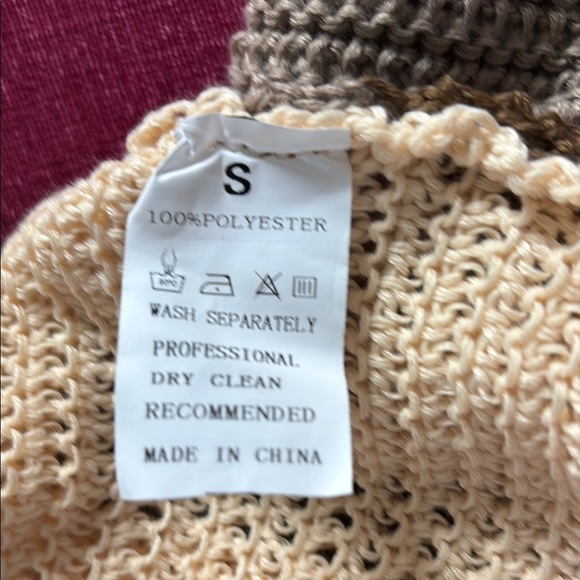 S
100%POLYESTER
WASH SEPARATELY
PROFESSIONAL
DRY CLEAN
RECOMMENDED
MADE IN CHINA